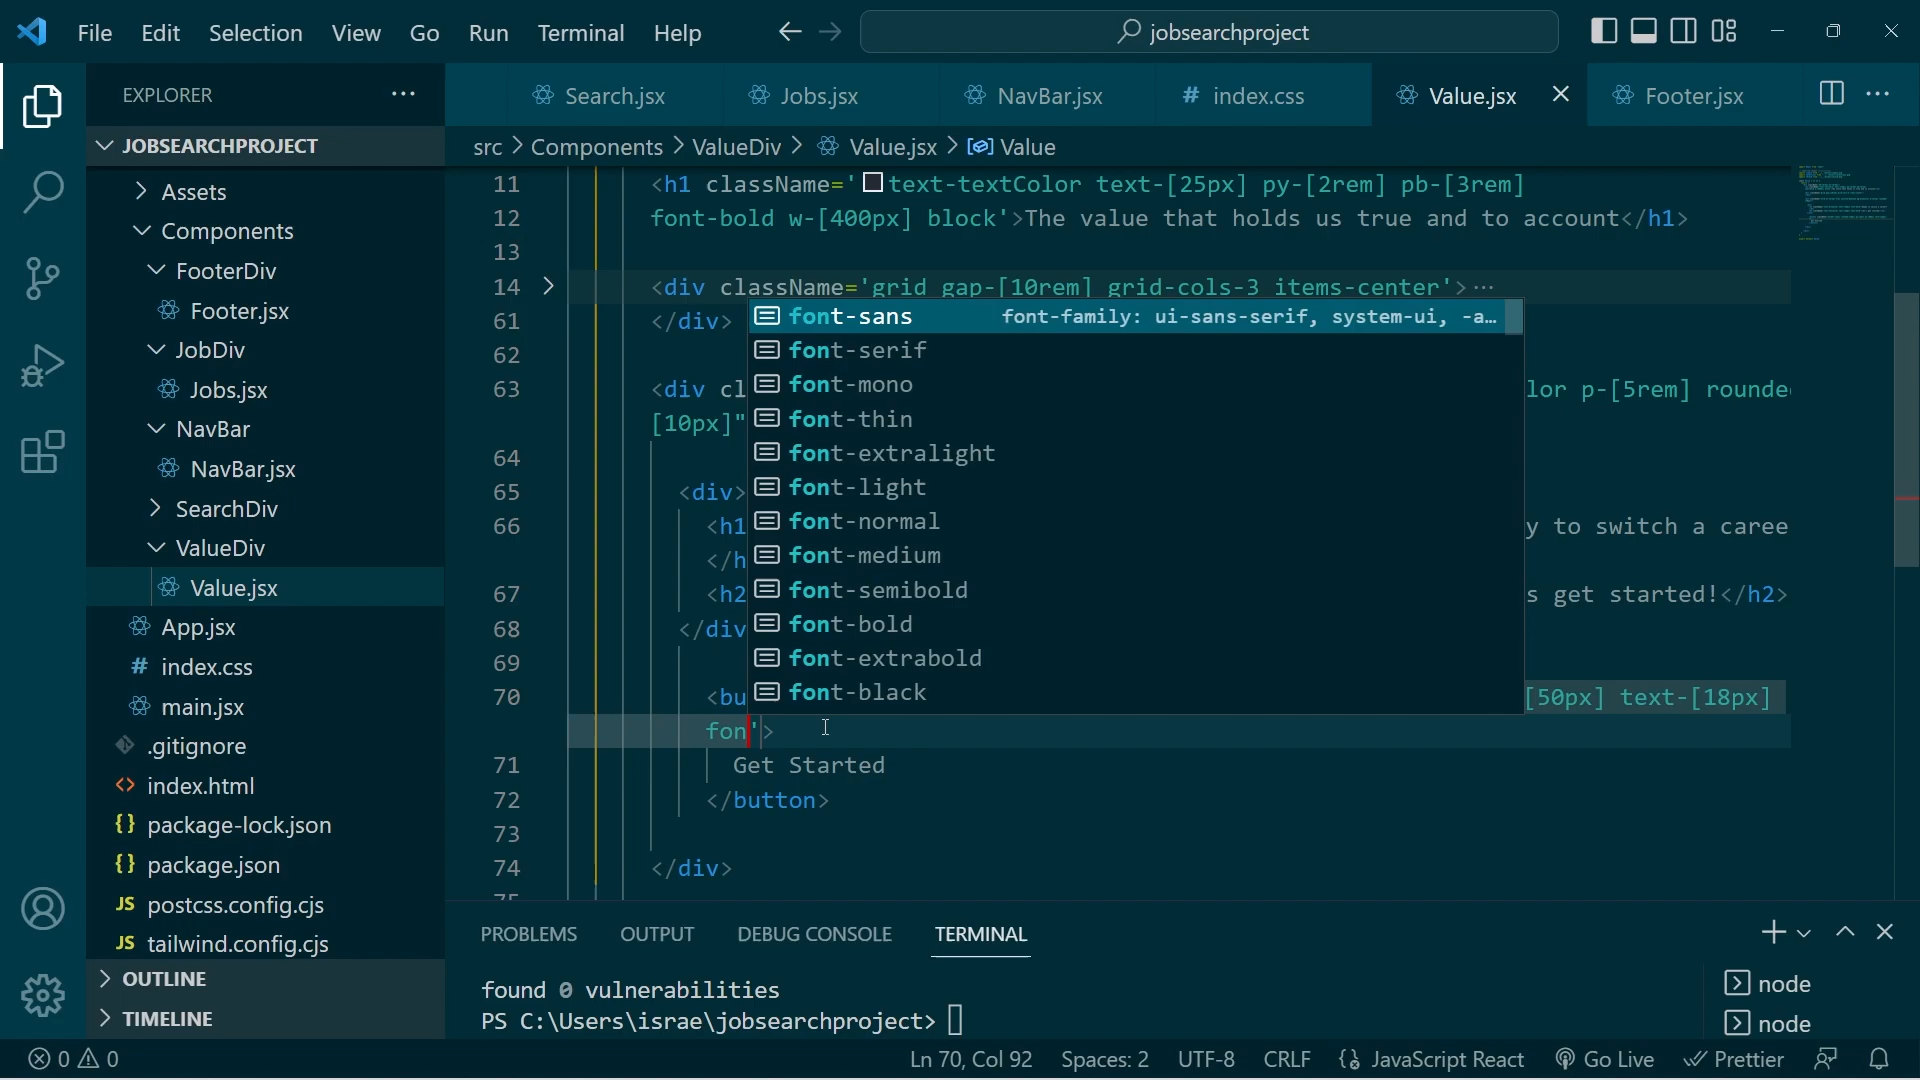 File Edit Selection View Go Run Terminal Help
jobsearchproject
EXPLORER
Search.jsx
Jobs.jsx
NavBar.jsx
# index.css
Value.jsx
Footer.jsx
JOBSEARCHPROJECT
src > Components > ValueDiv > Value.jsx > Value
Assets
Components
FooterDiv
Footer.jsx
JobDiv
Jobs.jsx
NavBar
NavBar.jsx
SearchDiv
ValueDiv
Value.jsx
App.jsx
# index.css
main.jsx
.gitignore
<> index.html
{} package-lock.json
{} package.json
JS postcss.config.cjs
JS tailwind.config.cjs
OUTLINE
TIMELINE
11 <h1 className='text-textColor text-[25px] py-[2rem] pb-[3rem]
12 font-bold w-[400px] block'>The value that holds us true and to account</h1>
13
14 > <div className='grid gap-[10rem] grid-cols-3 items-center'>…
61 </div>
62
63 <div cl lor p-[5rem] rounde
[10px]"
64
65 <div>
66 <h1 y to switch a caree
</h
67 <h2 s get started!</h2>
68 </div
69
70 <bu [50px] text-[18px]
fon'>
71 Get Started
72 </button>
73
74 </div>
75
font-sans font-family: ui-sans-serif, system-ui, -a…
font-serif
font-mono
font-thin
font-extralight
font-light
font-normal
font-medium
font-semibold
font-bold
font-extrabold
font-black
PROBLEMS OUTPUT DEBUG CONSOLE TERMINAL
found 0 vulnerabilities
PS C:\Users\israe\jobsearchproject>
node
node
0 0
Ln 70, Col 92 Spaces: 2 UTF-8 CRLF JavaScript React Go Live Prettier